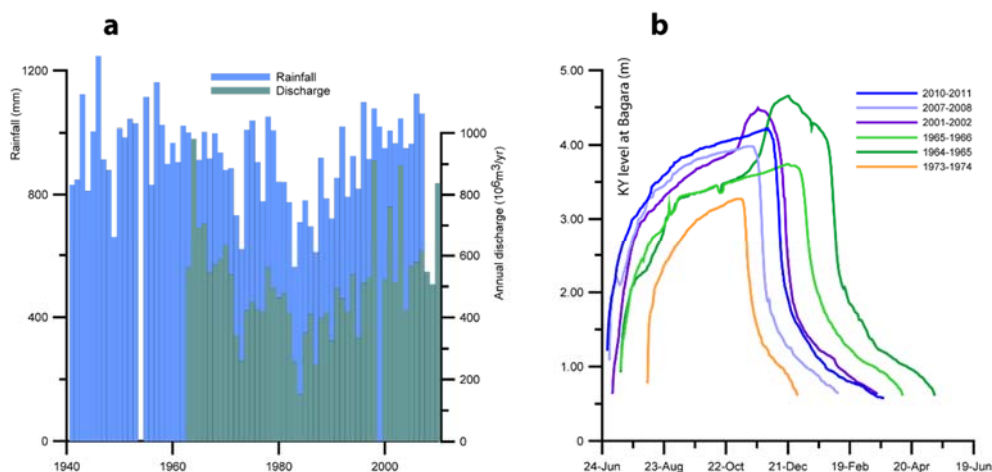 a
Rainfall (mm)
1200
800
400
0
1940
1960
1980
2000
Rainfall
Discharge
1000
800
600
400
200
0
Annual discharge (10⁶m³/yr)
b
KY level at Bagara (m)
5.00
4.00
3.00
2.00
1.00
0
24-Jun
23-Aug
22-Oct
21-Dec
19-Feb
20-Apr
19-Jun
2010-2011
2007-2008
2001-2002
1965-1966
1964-1965
1973-1974